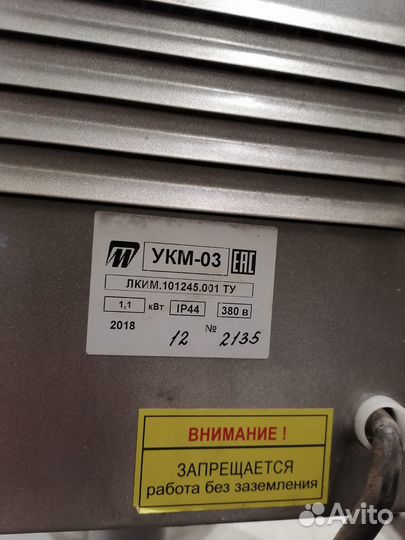 УКМ-03 ЕАС
ЛКИМ.101245.001 ТУ
1,1 кВт IP44 380 в
2018 12 № 2135
ВНИМАНИЕ !
ЗАПРЕЩАЕТСЯ
работа без заземления
Avito